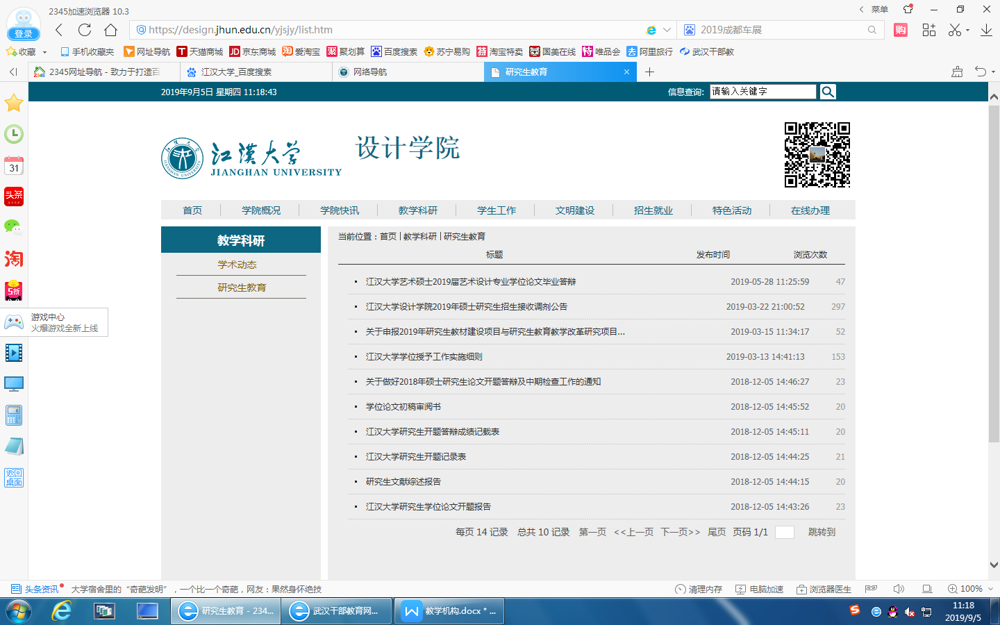 2345加速浏览器 10.3
菜单
登录
https://design.jhun.edu.cn/yjsjy/list.htm
2019成都车展
购
收藏 手机收藏夹 网址导航 天猫商城 京东商城 爱淘宝 聚划算 百度搜索 苏宁易购 淘宝特卖 国美在线 唯品会 阿里旅行 武汉干部教
2345网址导航 - 致力于打造百
江汉大学_百度搜索
网络导航
研究生教育
2019年9月5日 星期四 11:18:43
信息查询:
请输入关键字
31
头条
淘
5折
游戏中心
火爆游戏全新上线
返回
桌面
江汉大学
JIANGHAN UNIVERSITY
设计学院
首页 学院概况 学院快讯 教学科研 学生工作 文明建设 招生就业 特色活动 在线办理
教学科研
学术动态
研究生教育
当前位置：首页 | 教学科研 | 研究生教育
标题 发布时间 浏览次数
江汉大学艺术硕士2019届艺术设计专业学位论文毕业答辩 2019-05-28 11:25:59 47
江汉大学设计学院2019年硕士研究生招生接收调剂公告 2019-03-22 21:00:52 297
关于申报2019年研究生教材建设项目与研究生教育教学改革研究项目... 2019-03-15 11:34:17 52
江汉大学学位授予工作实施细则 2019-03-13 14:41:13 153
关于做好2018年硕士研究生论文开题答辩及中期检查工作的通知 2018-12-05 14:46:27 23
学位论文初稿审阅书 2018-12-05 14:45:52 20
江汉大学研究生开题答辩成绩记载表 2018-12-05 14:45:11 20
江汉大学研究生开题记录表 2018-12-05 14:44:25 21
研究生文献综述报告 2018-12-05 14:44:15 20
江汉大学研究生学位论文开题报告 2018-12-05 14:43:26 23
每页 14 记录 总共 10 记录 第一页 <<上一页 下一页>> 尾页 页码 1/1 跳转到
头条资讯
大学宿舍里的“奇葩发明”，一个比一个奇葩，网友：果然身怀绝技
清理内存 电脑加速 浏览器医生 100%
研究生教育 - 234...
武汉干部教育网...
教学机构.docx * ...
11:18
2019/9/5